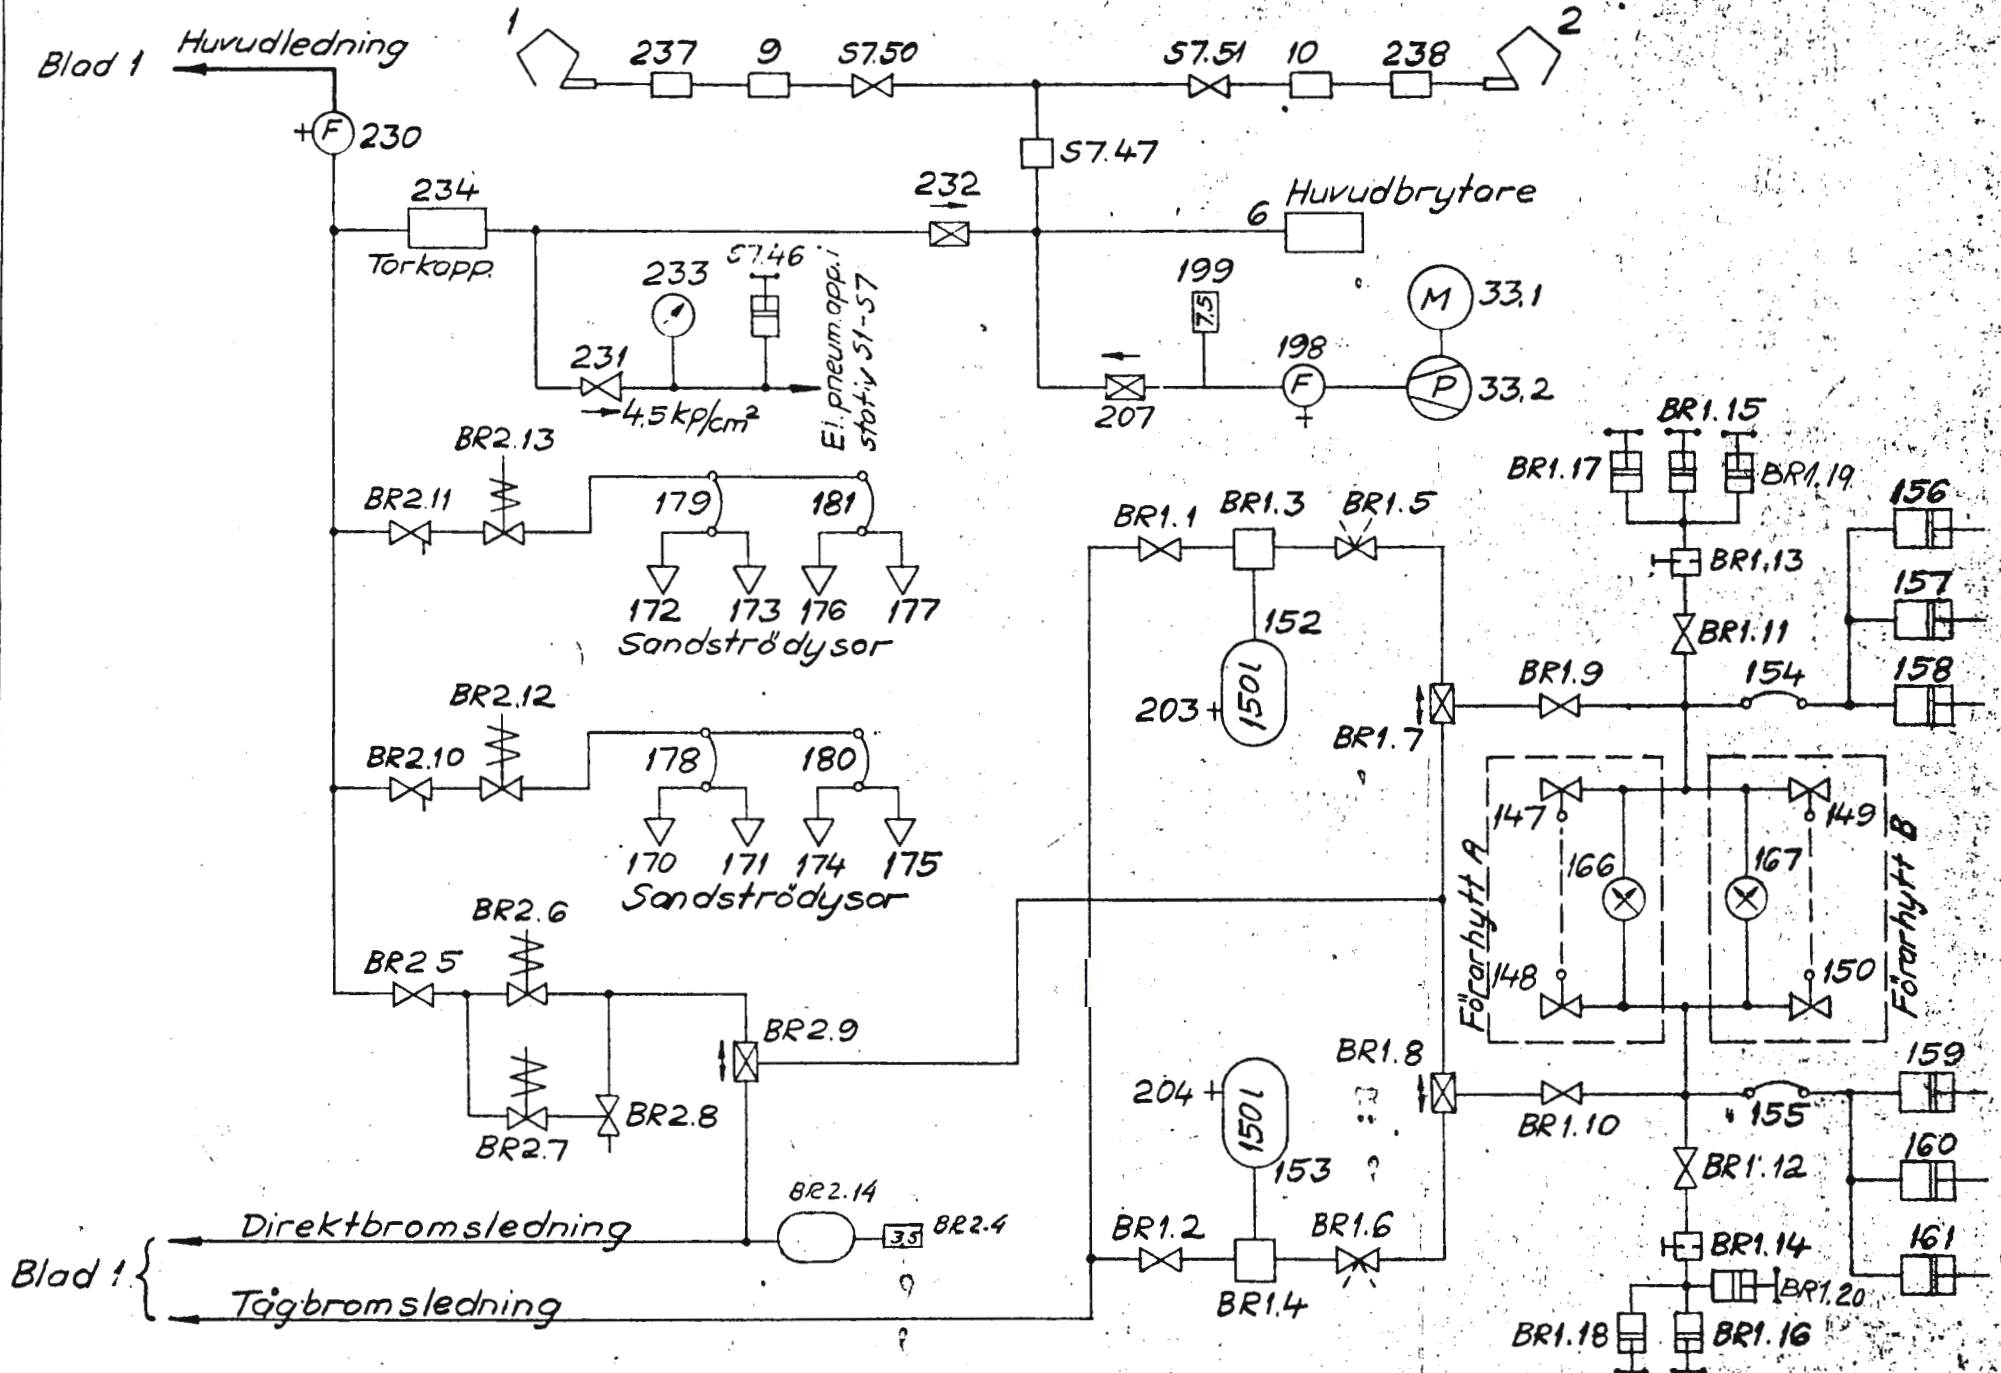 1
2
Blad 1
Huvudledning
237
9
S7.50
S7.51
10
238
F
230
S7.47
234
Torkapp.
232
6
Huvudbrytare
233
S7.46
El.pneum.app.i
stativ S1-S7
199
7.5
M
33.1
231
4,5 kp/cm²
207
198
F
P
33.2
BR2.13
BR2.11
179
181
172
173
176
177
Sandströdysor
BR2.12
BR2.10
178
180
170
171
174
175
Sandströdysor
BR2.6
BR2.5
BR2.9
BR2.7
BR2.8
BR2.14
3.5
BR2.4
Direktbromsledning
Blad 1
Tågbromsledning
BR1.1
BR1.3
BR1.5
152
203
150l
BR1.7
BR1.15
BR1.17
BR1.19
BR1.13
BR1.11
BR1.9
154
156
157
158
147
149
166
167
148
150
Förarhytt A
Förarhytt B
BR1.8
204
150l
153
BR1.10
155
159
160
161
BR1.2
BR1.4
BR1.6
BR1.12
BR1.14
BR1.20
BR1.18
BR1.16